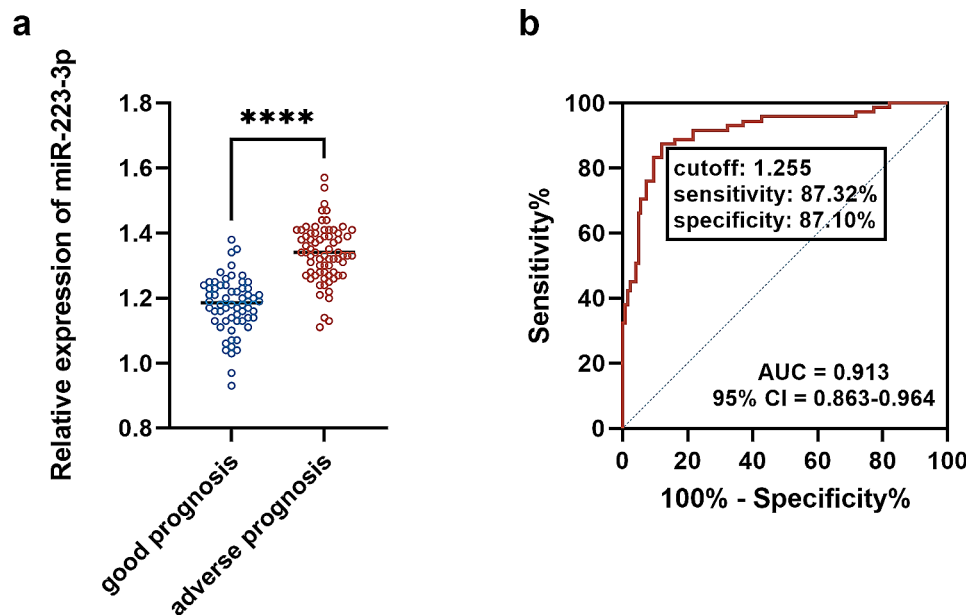 a
Relative expression of miR-223-3p
1.8
1.6
1.4
1.2
1.0
0.8
****
good prognosis
adverse prognosis
b
Sensitivity%
100
80
60
40
20
0
cutoff: 1.255
sensitivity: 87.32%
specificity: 87.10%
AUC = 0.913
95% CI = 0.863-0.964
0 20 40 60 80 100
100% - Specificity%